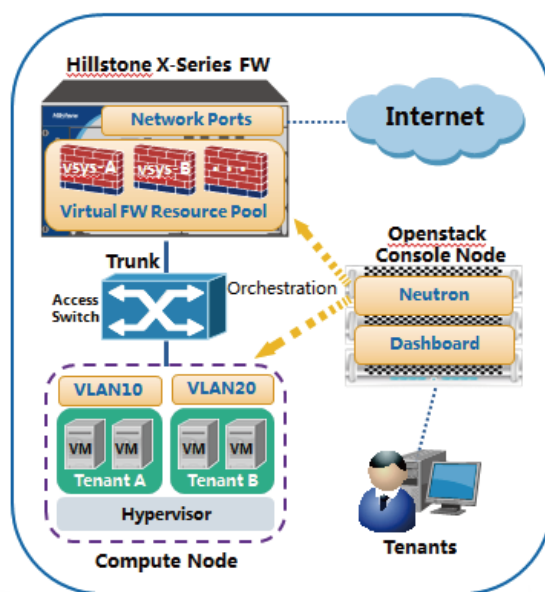 Hillstone X-Series FW
Hillstone
Network Ports
Internet
vsys-A
vsys-B
...
Virtual FW Resource Pool
Openstack
Console Node
Trunk
Orchestration
Neutron
Access
Switch
Dashboard
VLAN10
VLAN20
VM
VM
VM
VM
Tenant A
Tenant B
Hypervisor
Compute Node
Tenants